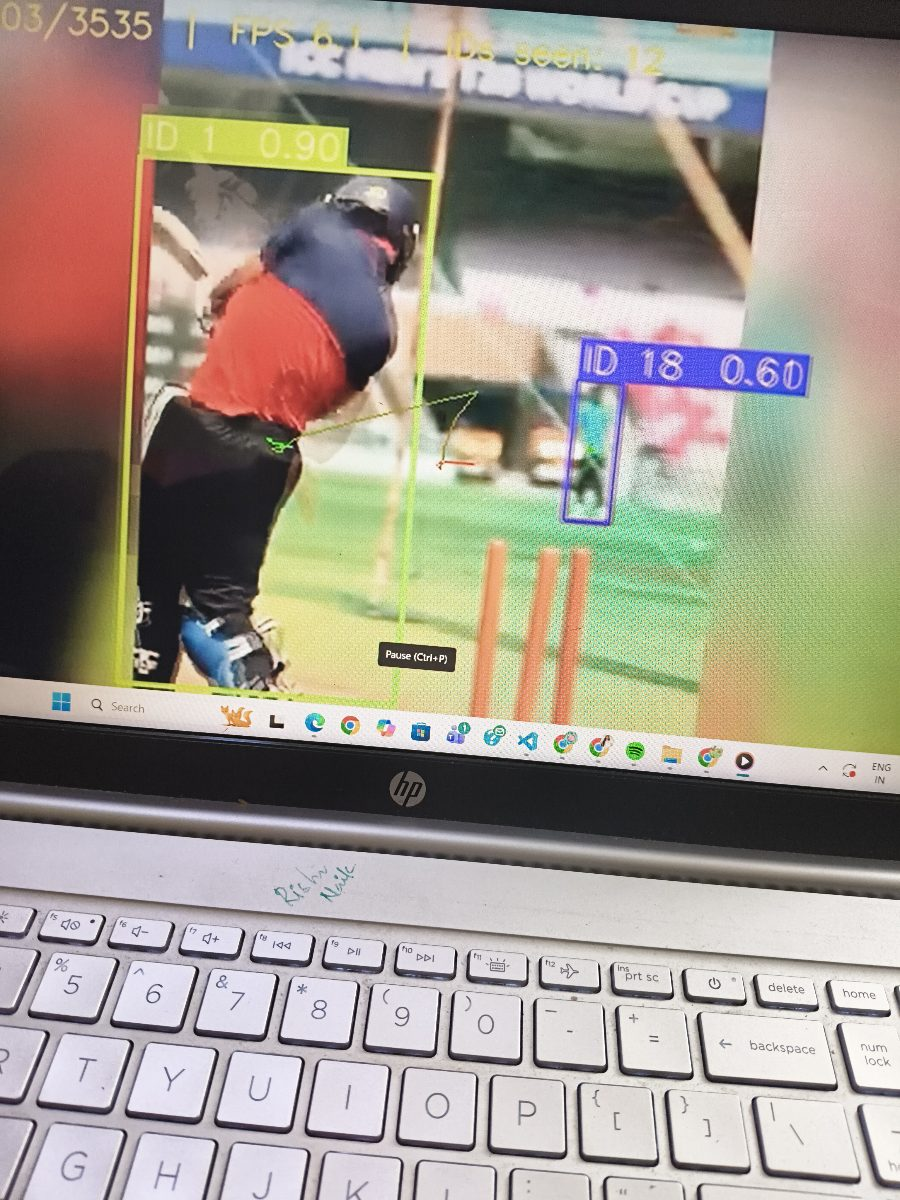 03/3535 | FPS 6.1 | IDs seen: 12
ICC MEN'S T20 WORLD CUP
ID 1 0.90
ID 18 0.60
Pause (Ctrl+P)
Search
1
ENG
IN
hp
Rishi
Naik
f5
f6 -
f7 +
f8
f9
f10
f11
f12
ins
prt sc
delete
home
% 5
^ 6
& 7
* 8
( 9
) 0
_ -
+ =
← backspace
num
lock
R
T
Y
U
I
O
P
{ [
} ]
| \
G
H
J
K
L